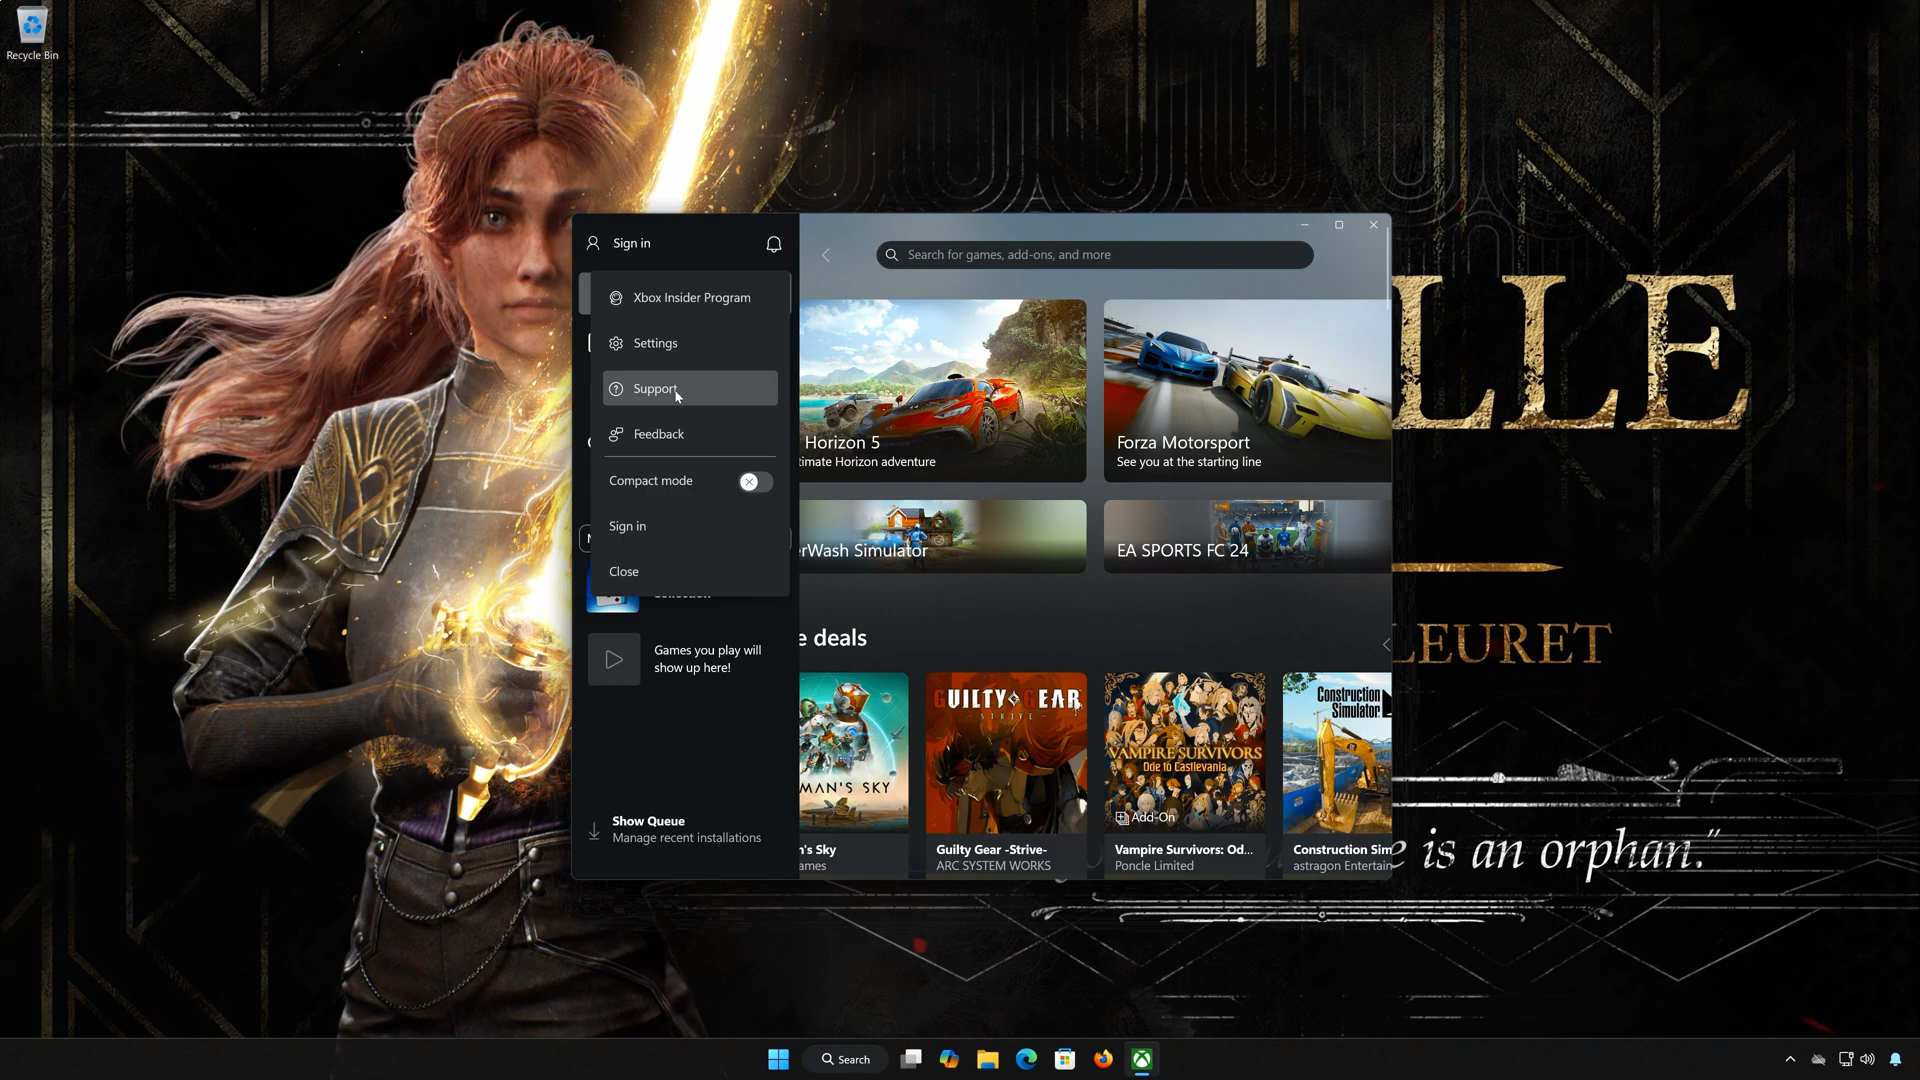 Recycle Bin
LLE
LEURET
e is an orphan."
Sign in
Xbox Insider Program
Settings
Support
Feedback
Compact mode
Sign in
Close
Games you play will
show up here!
Show Queue
Manage recent installations
Search for games, add-ons, and more
Horizon 5
timate Horizon adventure
Forza Motorsport
See you at the starting line
erWash Simulator
EA SPORTS FC 24
e deals
MAN'S SKY
GUILTY GEAR
STRIVE
VAMPIRE SURVIVORS
Ode to Castlevania
Add-On
Construction
Simulator
n's Sky
ames
Guilty Gear -Strive-
ARC SYSTEM WORKS
Vampire Survivors: Od...
Poncle Limited
Construction Sim
astragon Entertain
Search